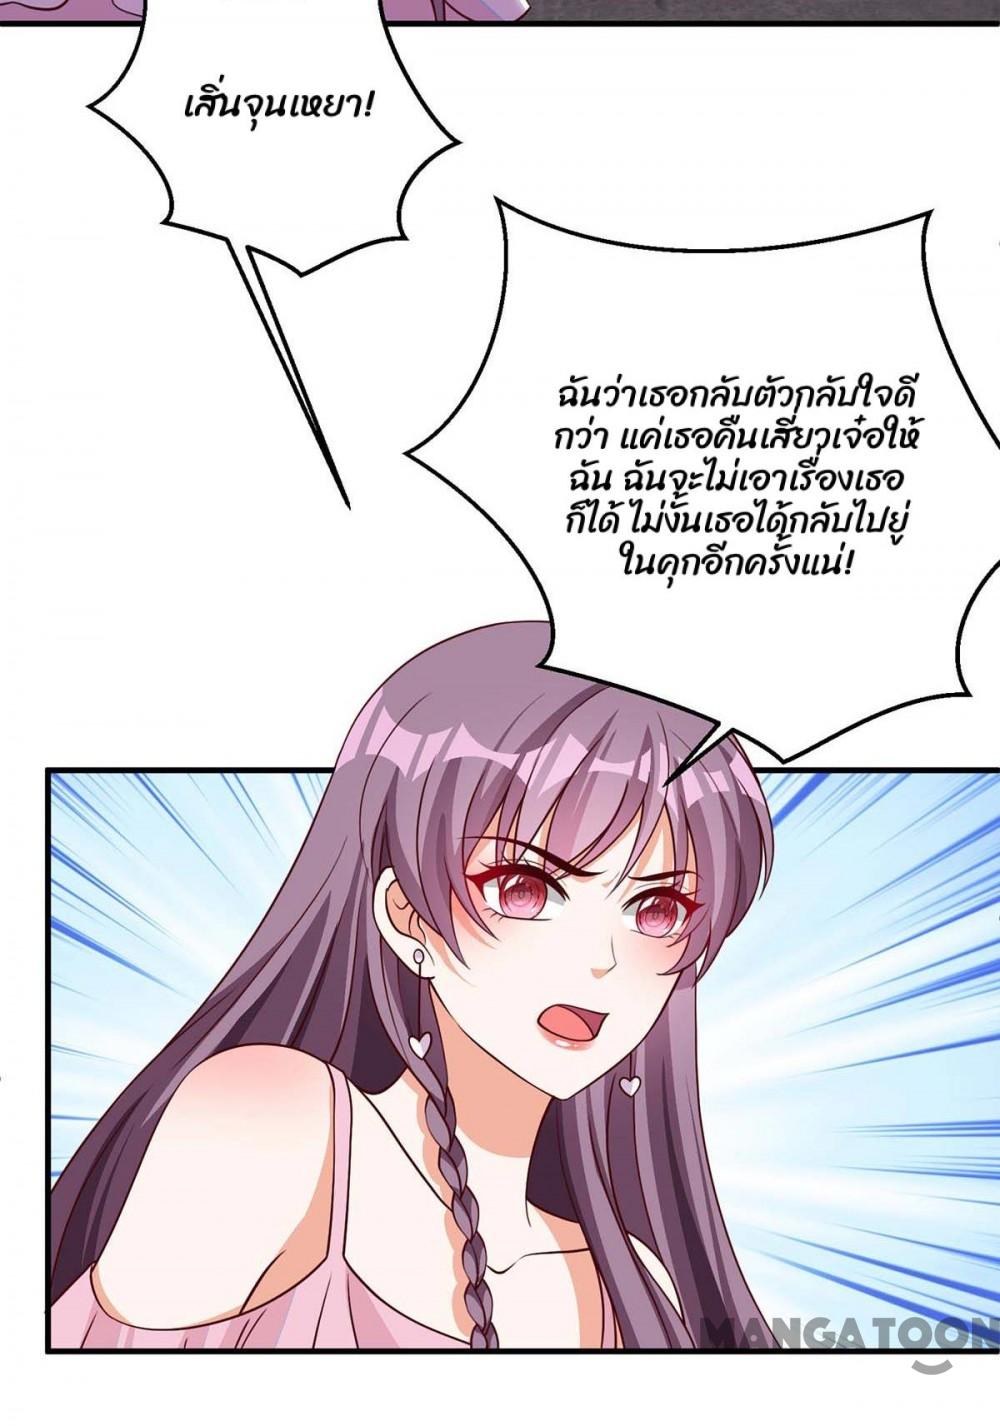 เสิ่นจุนเหยา!
ฉันว่าเธอกลับตัวกลับใจดี
กว่า แค่เธอคืนเสี่ยวเจ๋อให้
ฉัน ฉันจะไม่เอาเรื่องเธอ
ก็ได้ ไม่งั้นเธอได้กลับไปยู่
ในคุกอีกครั้งแน่!
MANGATOON